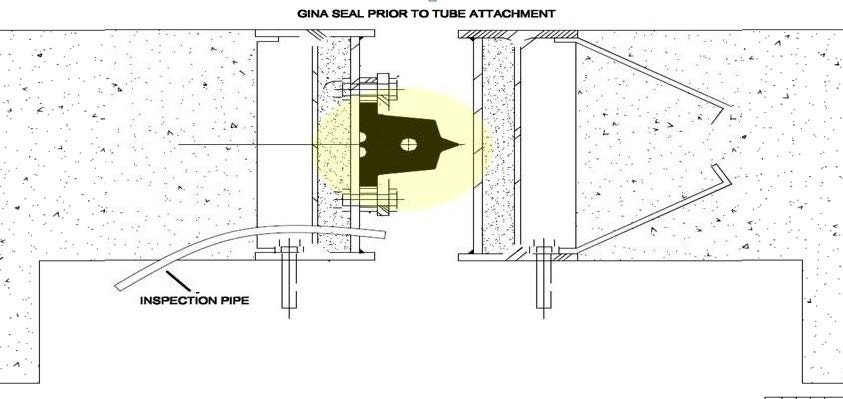 GINA SEAL PRIOR TO TUBE ATTACHMENT
INSPECTION PIPE